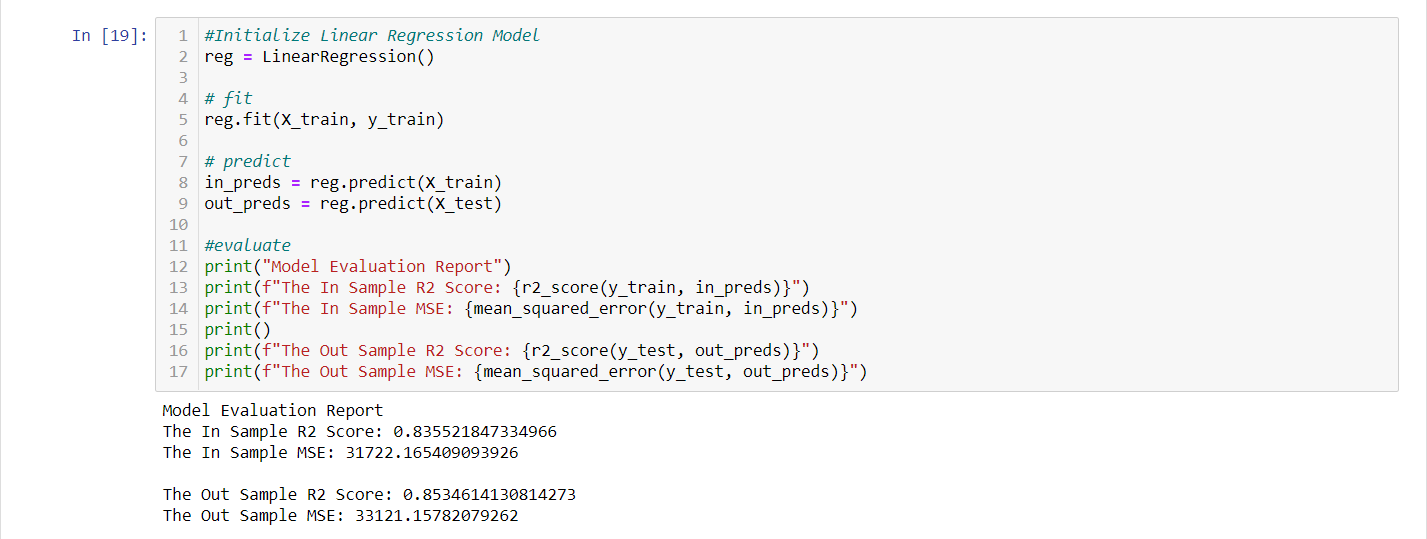 In [19]:
1 #Initialize Linear Regression Model
2 reg = LinearRegression()
3
4 # fit
5 reg.fit(X_train, y_train)
6
7 # predict
8 in_preds = reg.predict(X_train)
9 out_preds = reg.predict(X_test)
10
11 #evaluate
12 print("Model Evaluation Report")
13 print(f"The In Sample R2 Score: {r2_score(y_train, in_preds)}")
14 print(f"The In Sample MSE: {mean_squared_error(y_train, in_preds)}")
15 print()
16 print(f"The Out Sample R2 Score: {r2_score(y_test, out_preds)}")
17 print(f"The Out Sample MSE: {mean_squared_error(y_test, out_preds)}")
Model Evaluation Report
The In Sample R2 Score: 0.835521847334966
The In Sample MSE: 31722.165409093926
The Out Sample R2 Score: 0.8534614130814273
The Out Sample MSE: 33121.15782079262